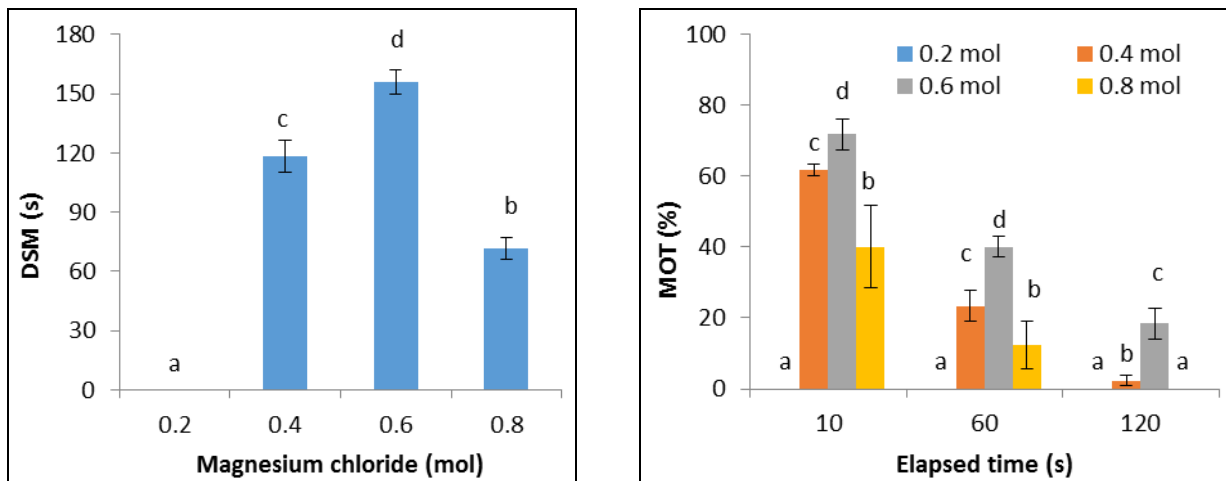 180
150
120
90
60
30
0
DSM (s)
a
c
d
b
0.2 0.4 0.6 0.8
Magnesium chloride (mol)
100
80
60
40
20
0
MOT (%)
0.2 mol 0.4 mol
0.6 mol 0.8 mol
a c d b
a c d b
a b c a
10 60 120
Elapsed time (s)